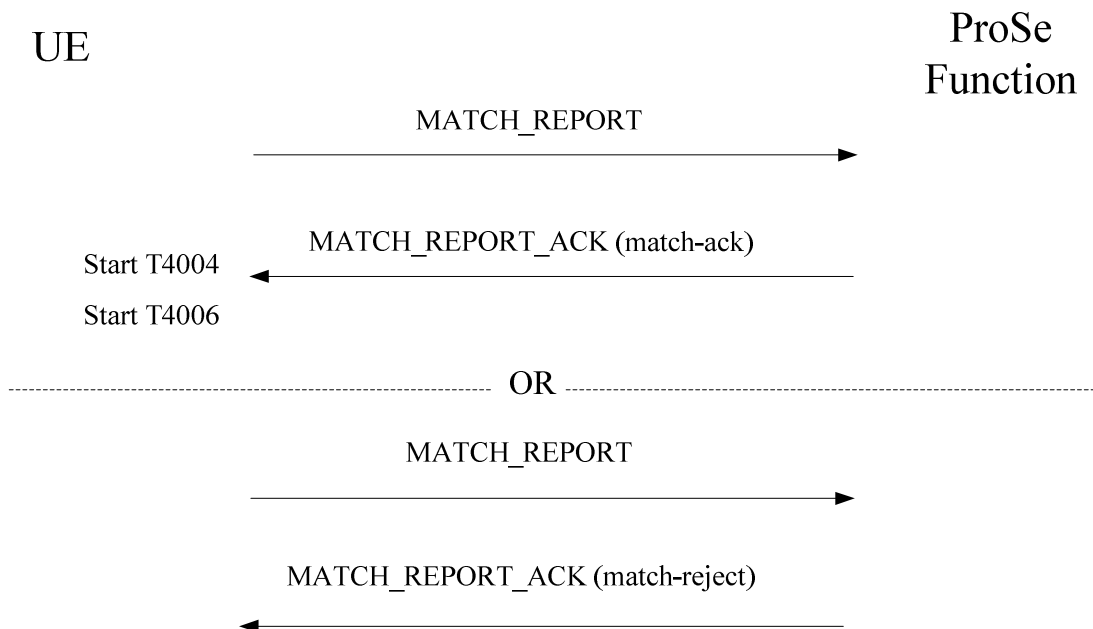 UE
ProSe
Function
MATCH_REPORT
MATCH_REPORT_ACK (match-ack)
Start T4004
Start T4006
OR
MATCH_REPORT
MATCH_REPORT_ACK (match-reject)